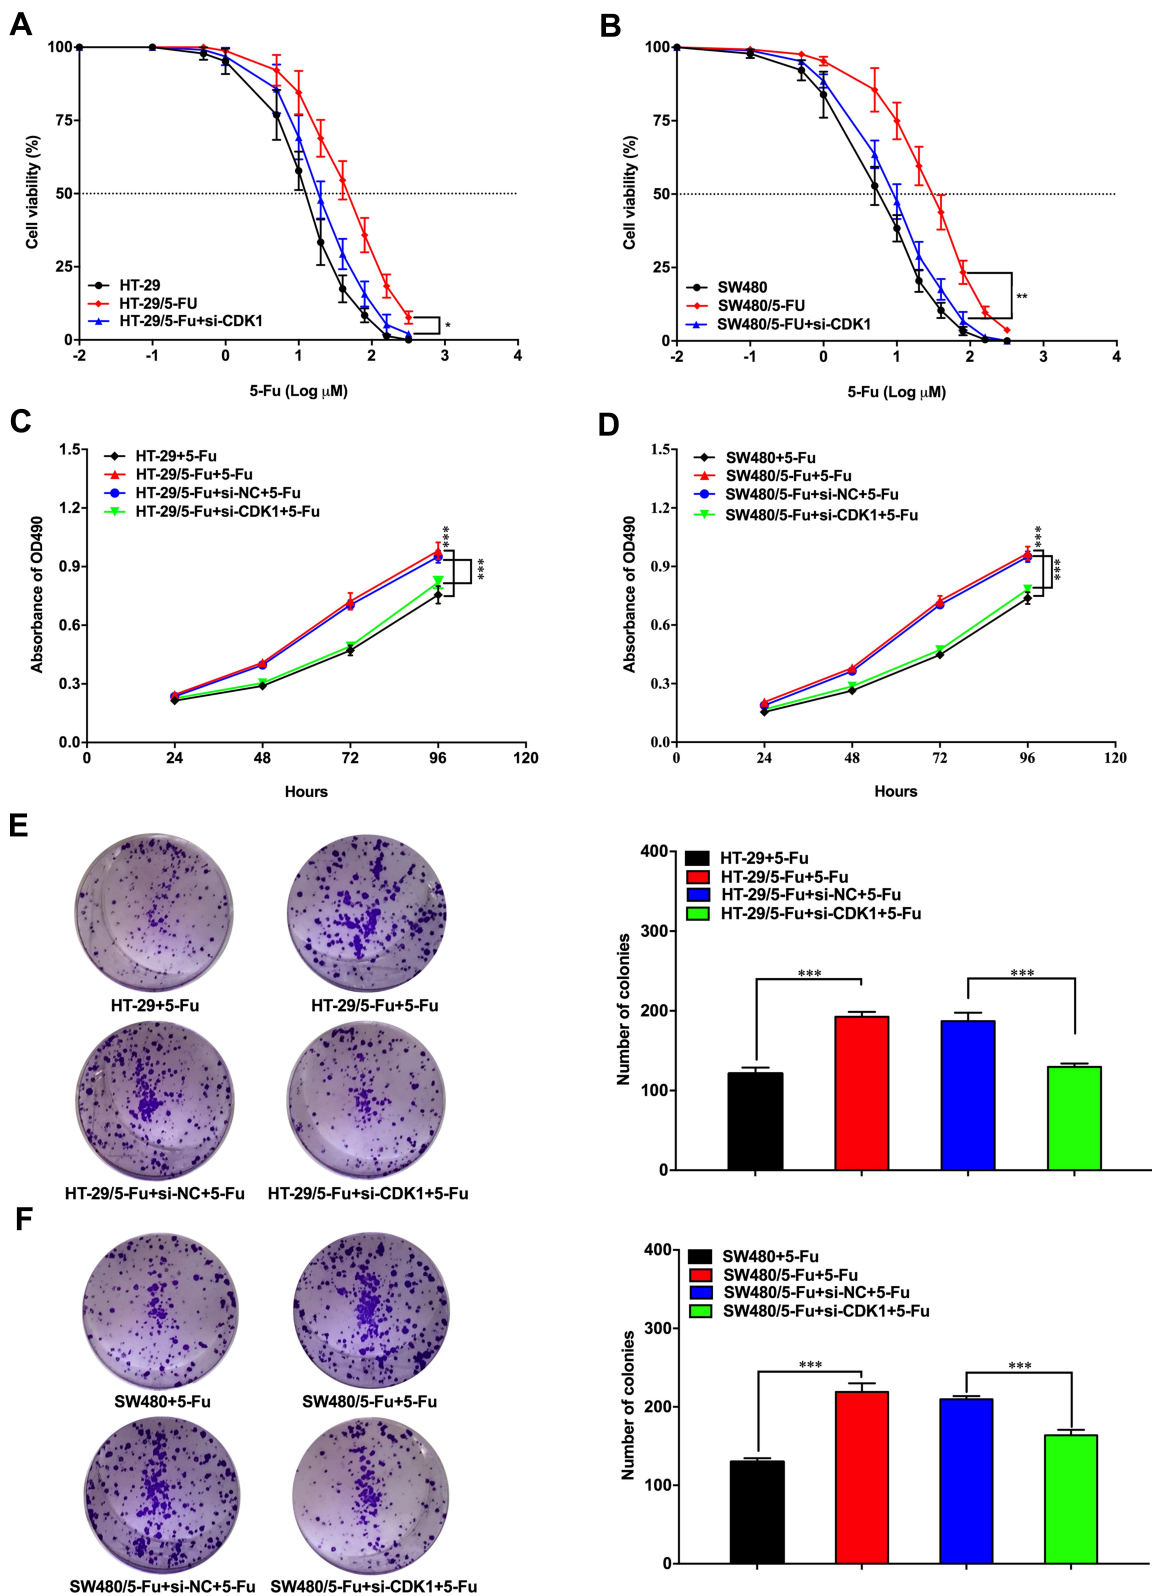 A
100
75
50
25
0
Cell viability (%)
HT-29
HT-29/5-FU
HT-29/5-Fu+si-CDK1
*
-2 -1 0 1 2 3 4
5-Fu (Log μM)
B
100
75
50
25
0
Cell viability (%)
SW480
SW480/5-FU
SW480/5-FU+si-CDK1
**
-2 -1 0 1 2 3 4
5-Fu (Log μM)
C
1.5
1.2
0.9
0.6
0.3
0.0
Absorbance of OD490
HT-29+5-Fu
HT-29/5-Fu+5-Fu
HT-29/5-Fu+si-NC+5-Fu
HT-29/5-Fu+si-CDK1+5-Fu
***
***
0 24 48 72 96 120
Hours
D
1.5
1.2
0.9
0.6
0.3
0.0
Absorbance of OD490
SW480+5-Fu
SW480/5-Fu+5-Fu
SW480/5-Fu+si-NC+5-Fu
SW480/5-Fu+si-CDK1+5-Fu
***
***
0 24 48 72 96 120
Hours
E
HT-29+5-Fu
HT-29/5-Fu+5-Fu
HT-29/5-Fu+si-NC+5-Fu
HT-29/5-Fu+si-CDK1+5-Fu
400
300
200
100
0
Number of colonies
HT-29+5-Fu
HT-29/5-Fu+5-Fu
HT-29/5-Fu+si-NC+5-Fu
HT-29/5-Fu+si-CDK1+5-Fu
***
***
F
SW480+5-Fu
SW480/5-Fu+5-Fu
SW480/5-Fu+si-NC+5-Fu
SW480/5-Fu+si-CDK1+5-Fu
400
300
200
100
0
Number of colonies
SW480+5-Fu
SW480/5-Fu+5-Fu
SW480/5-Fu+si-NC+5-Fu
SW480/5-Fu+si-CDK1+5-Fu
***
***